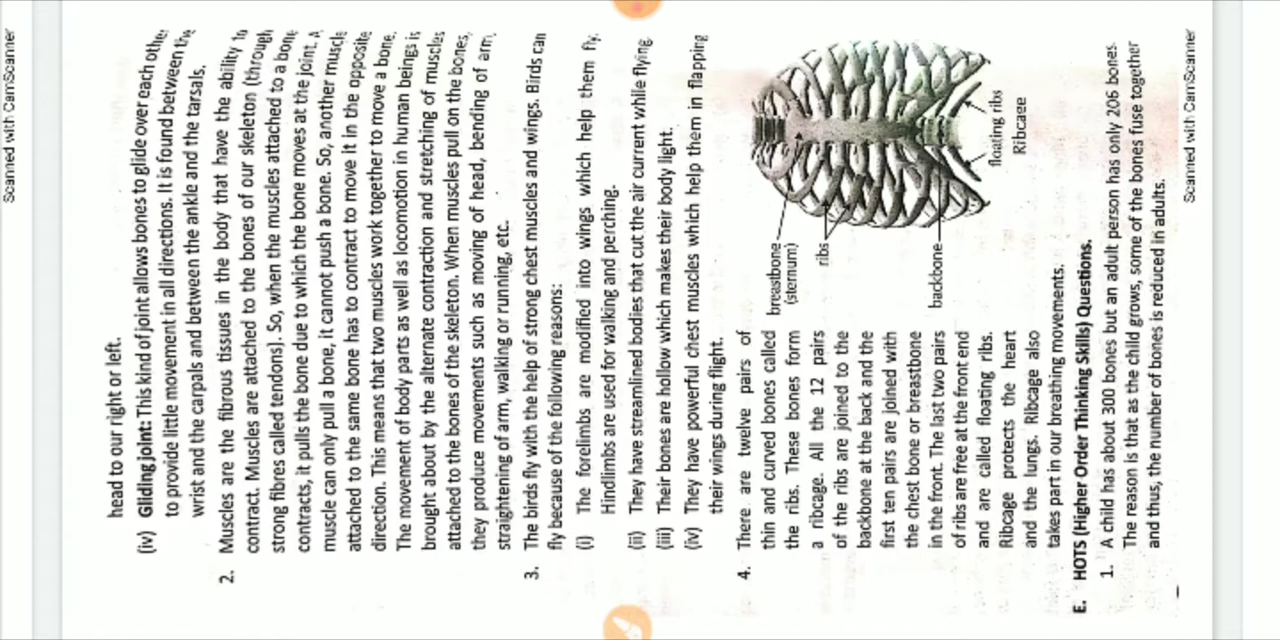 Scanned with CamScanner
head to our right or left.
(iv) Gliding joint: This kind of joint allows bones to glide over each other
to provide little movement in all directions. It is found between the
wrist and the carpals and between the ankle and the tarsals.
2. Muscles are the fibrous tissues in the body that have the ability to
contract. Muscles are attached to the bones of our skeleton (through
strong fibres called tendons). So, when the muscles attached to a bone
contracts, it pulls the bone due to which the bone moves at the joint. A
muscle can only pull a bone, it cannot push a bone. So, another muscle
attached to the same bone has to contract to move it in the opposite
direction. This means that two muscles work together to move a bone.
The movement of body parts as well as locomotion in human beings is
brought about by the alternate contraction and stretching of muscles
attached to the bones of the skeleton. When muscles pull on the bones,
they produce movements such as moving of head, bending of arm,
straightening of arm, walking or running, etc.
3. The birds fly with the help of strong chest muscles and wings. Birds can
fly because of the following reasons:
(i) The forelimbs are modified into wings which help them fly.
Hindlimbs are used for walking and perching.
(ii) They have streamlined bodies that cut the air current while flying.
(iii) Their bones are hollow which makes their body light.
(iv) They have powerful chest muscles which help them in flapping
their wings during flight.
4. There are twelve pairs of
thin and curved bones called
the ribs. These bones form
a ribcage. All the 12 pairs
of the ribs are joined to the
backbone at the back and the
first ten pairs are joined with
the chest bone or breastbone
in the front. The last two pairs
of ribs are free at the front end
and are called floating ribs.
Ribcage protects the heart
and the lungs. Ribcage also
takes part in our breathing movements.
breastbone
(sternum)
ribs
backbone
floating ribs
Ribcage
E. HOTS (Higher Order Thinking Skills) Questions.
1. A child has about 300 bones but an adult person has only 206 bones.
The reason is that as the child grows, some of the bones fuse together
and thus, the number of bones is reduced in adults.
Scanned with CamScanner